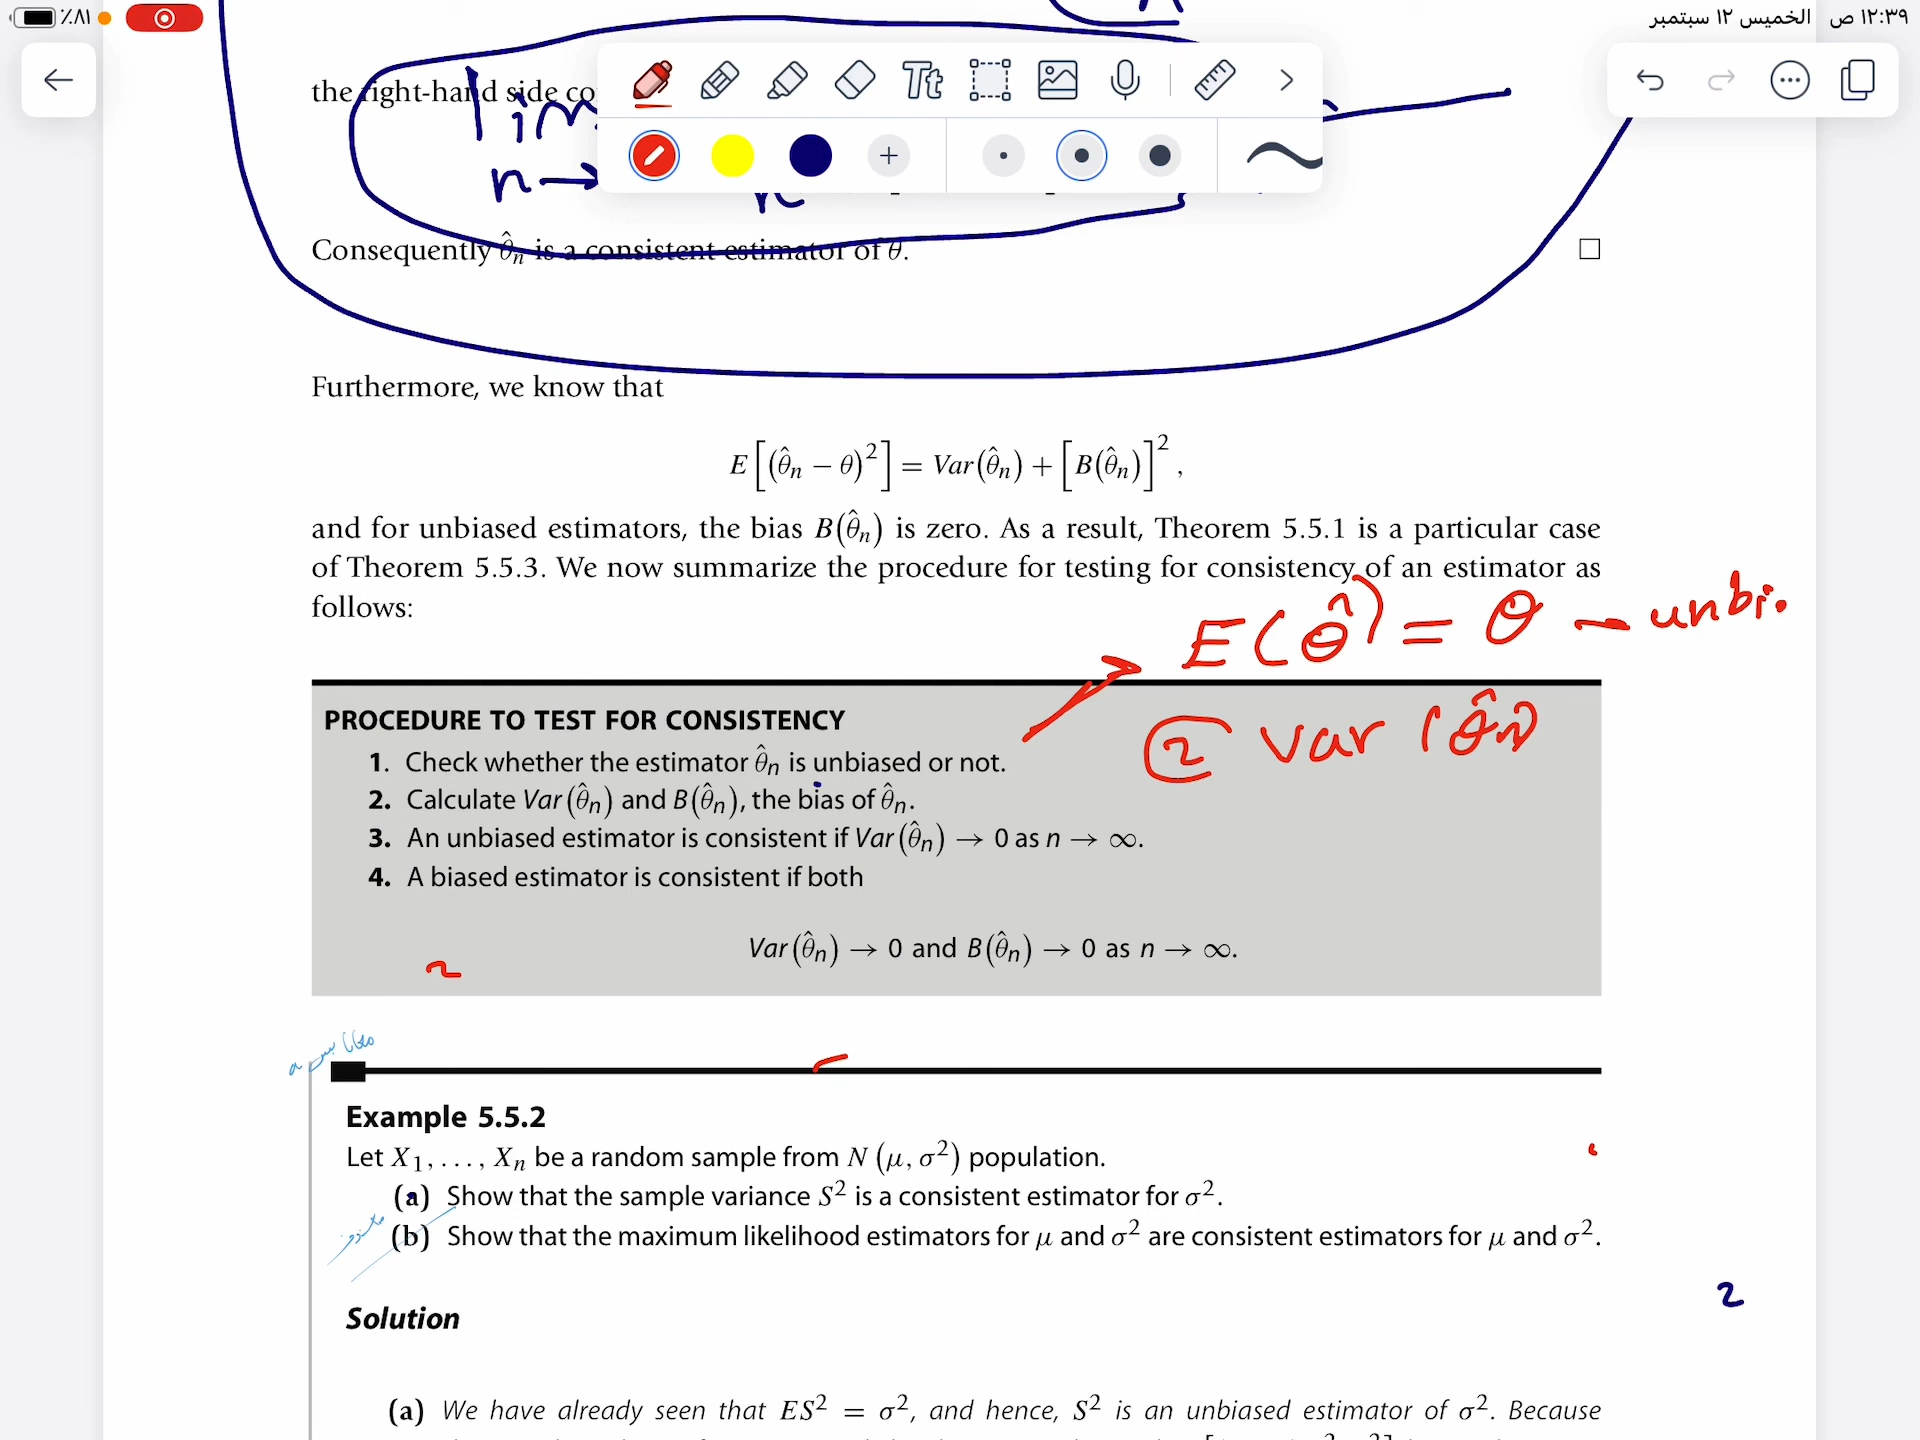 ٪٨١
١٢:٣٩ ص الخميس ١٢ سبتمبر
Tt
the right-hand side co
lim
n →
n
Consequently θ̂n is a consistent estimator of θ. □
Furthermore, we know that
E[(θ̂n − θ)²] = Var(θ̂n) + [B(θ̂n)]²,
and for unbiased estimators, the bias B(θ̂n) is zero. As a result, Theorem 5.5.1 is a particular case
of Theorem 5.5.3. We now summarize the procedure for testing for consistency of an estimator as
follows:
E(θ̂) = θ – unbi.
② var (θ̂n)
PROCEDURE TO TEST FOR CONSISTENCY
1. Check whether the estimator θ̂n is unbiased or not.
2. Calculate Var(θ̂n) and B(θ̂n), the bias of θ̂n.
3. An unbiased estimator is consistent if Var(θ̂n) → 0 as n → ∞.
4. A biased estimator is consistent if both
Var(θ̂n) → 0 and B(θ̂n) → 0 as n → ∞.
2
Example 5.5.2
Let X1, . . . , Xn be a random sample from N (μ, σ²) population.
(a) Show that the sample variance S² is a consistent estimator for σ².
(b) Show that the maximum likelihood estimators for μ and σ² are consistent estimators for μ and σ².
2
Solution
(a) We have already seen that ES² = σ², and hence, S² is an unbiased estimator of σ². Because